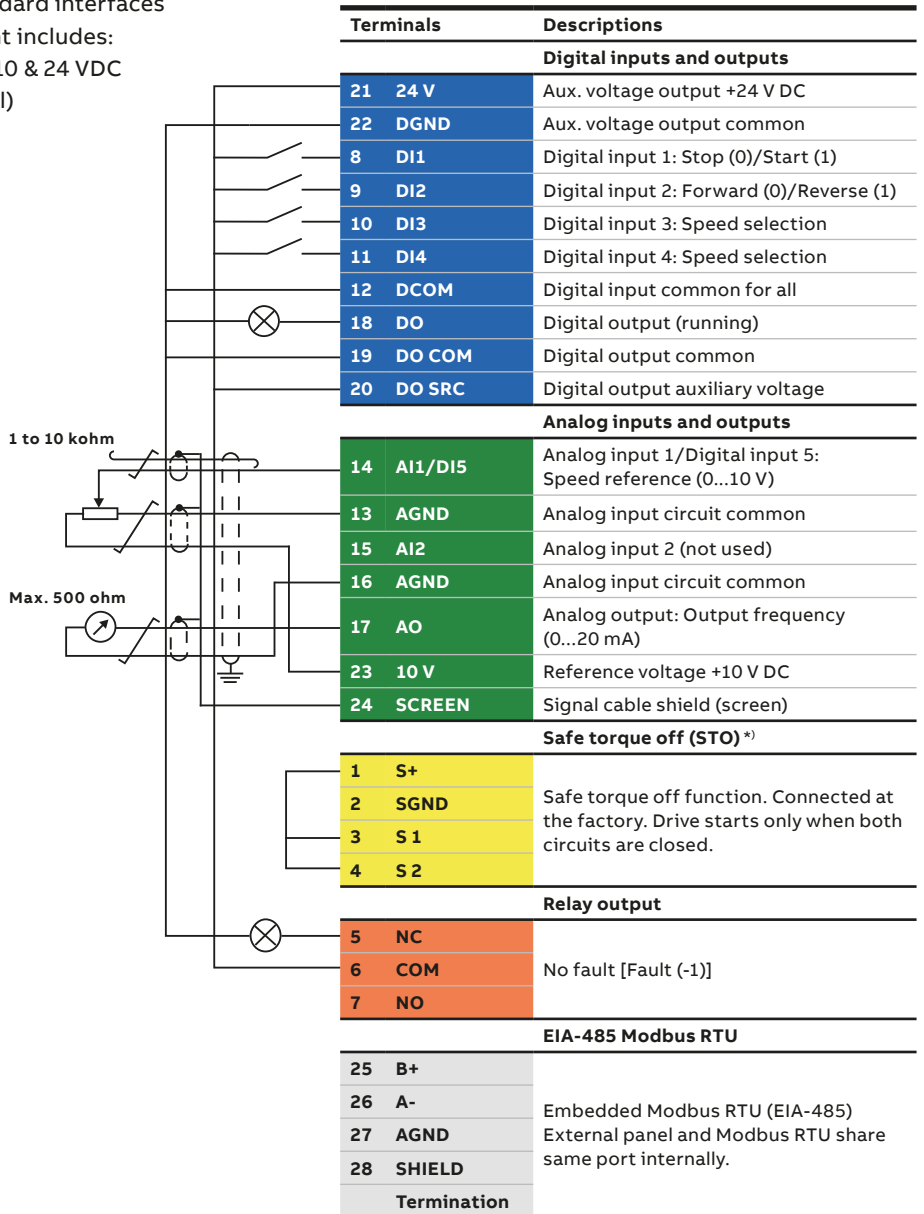 dard interfaces
nt includes:
10 & 24 VDC
l)
Terminals Descriptions
Digital inputs and outputs
21 24 V Aux. voltage output +24 V DC
22 DGND Aux. voltage output common
8 DI1 Digital input 1: Stop (0)/Start (1)
9 DI2 Digital input 2: Forward (0)/Reverse (1)
10 DI3 Digital input 3: Speed selection
11 DI4 Digital input 4: Speed selection
12 DCOM Digital input common for all
18 DO Digital output (running)
19 DO COM Digital output common
20 DO SRC Digital output auxiliary voltage
Analog inputs and outputs
1 to 10 kohm
14 AI1/DI5 Analog input 1/Digital input 5:
Speed reference (0...10 V)
13 AGND Analog input circuit common
15 AI2 Analog input 2 (not used)
16 AGND Analog input circuit common
Max. 500 ohm
17 AO Analog output: Output frequency
(0...20 mA)
23 10 V Reference voltage +10 V DC
24 SCREEN Signal cable shield (screen)
Safe torque off (STO) *)
1 S+
2 SGND
3 S 1
4 S 2
Safe torque off function. Connected at
the factory. Drive starts only when both
circuits are closed.
Relay output
5 NC
6 COM
7 NO
No fault [Fault (-1)]
EIA-485 Modbus RTU
25 B+
26 A-
27 AGND
28 SHIELD
Termination
Embedded Modbus RTU (EIA-485)
External panel and Modbus RTU share
same port internally.